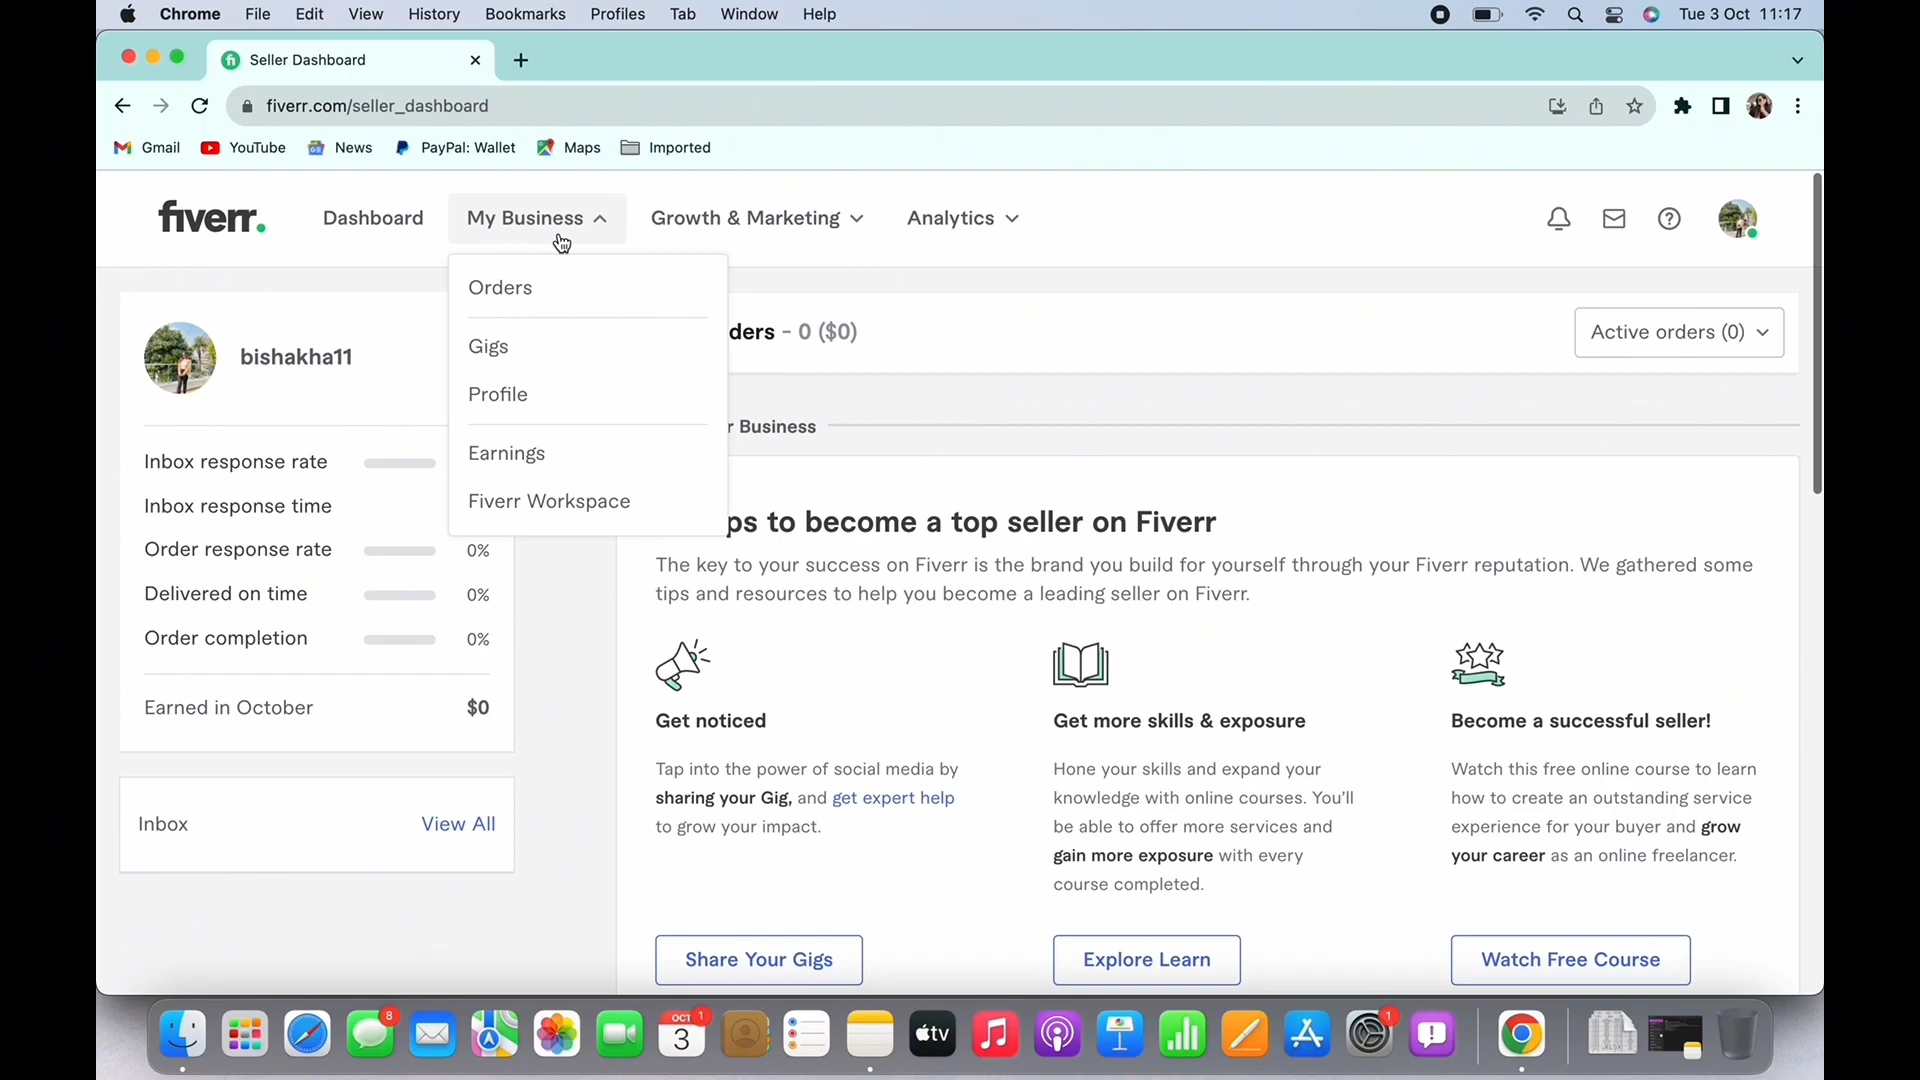 Chrome File Edit View History Bookmarks Profiles Tab Window Help Tue 3 Oct 11:17
fi Seller Dashboard
fiverr.com/seller_dashboard
Gmail YouTube News PayPal: Wallet Maps Imported
fiverr. Dashboard My Business Growth & Marketing Analytics
Orders
Gigs
Profile
Earnings
Fiverr Workspace
bishakha11
Inbox response rate
Inbox response time
Order response rate 0%
Delivered on time 0%
Order completion 0%
Earned in October $0
Inbox View All
ders - 0 ($0) Active orders (0)
r Business
ps to become a top seller on Fiverr
The key to your success on Fiverr is the brand you build for yourself through your Fiverr reputation. We gathered some
tips and resources to help you become a leading seller on Fiverr.
Get noticed
Tap into the power of social media by
sharing your Gig, and get expert help
to grow your impact.
Share Your Gigs
Get more skills & exposure
Hone your skills and expand your
knowledge with online courses. You'll
be able to offer more services and
gain more exposure with every
course completed.
Explore Learn
Become a successful seller!
Watch this free online course to learn
how to create an outstanding service
experience for your buyer and grow
your career as an online freelancer.
Watch Free Course
8 OCT 1 3 tv 1